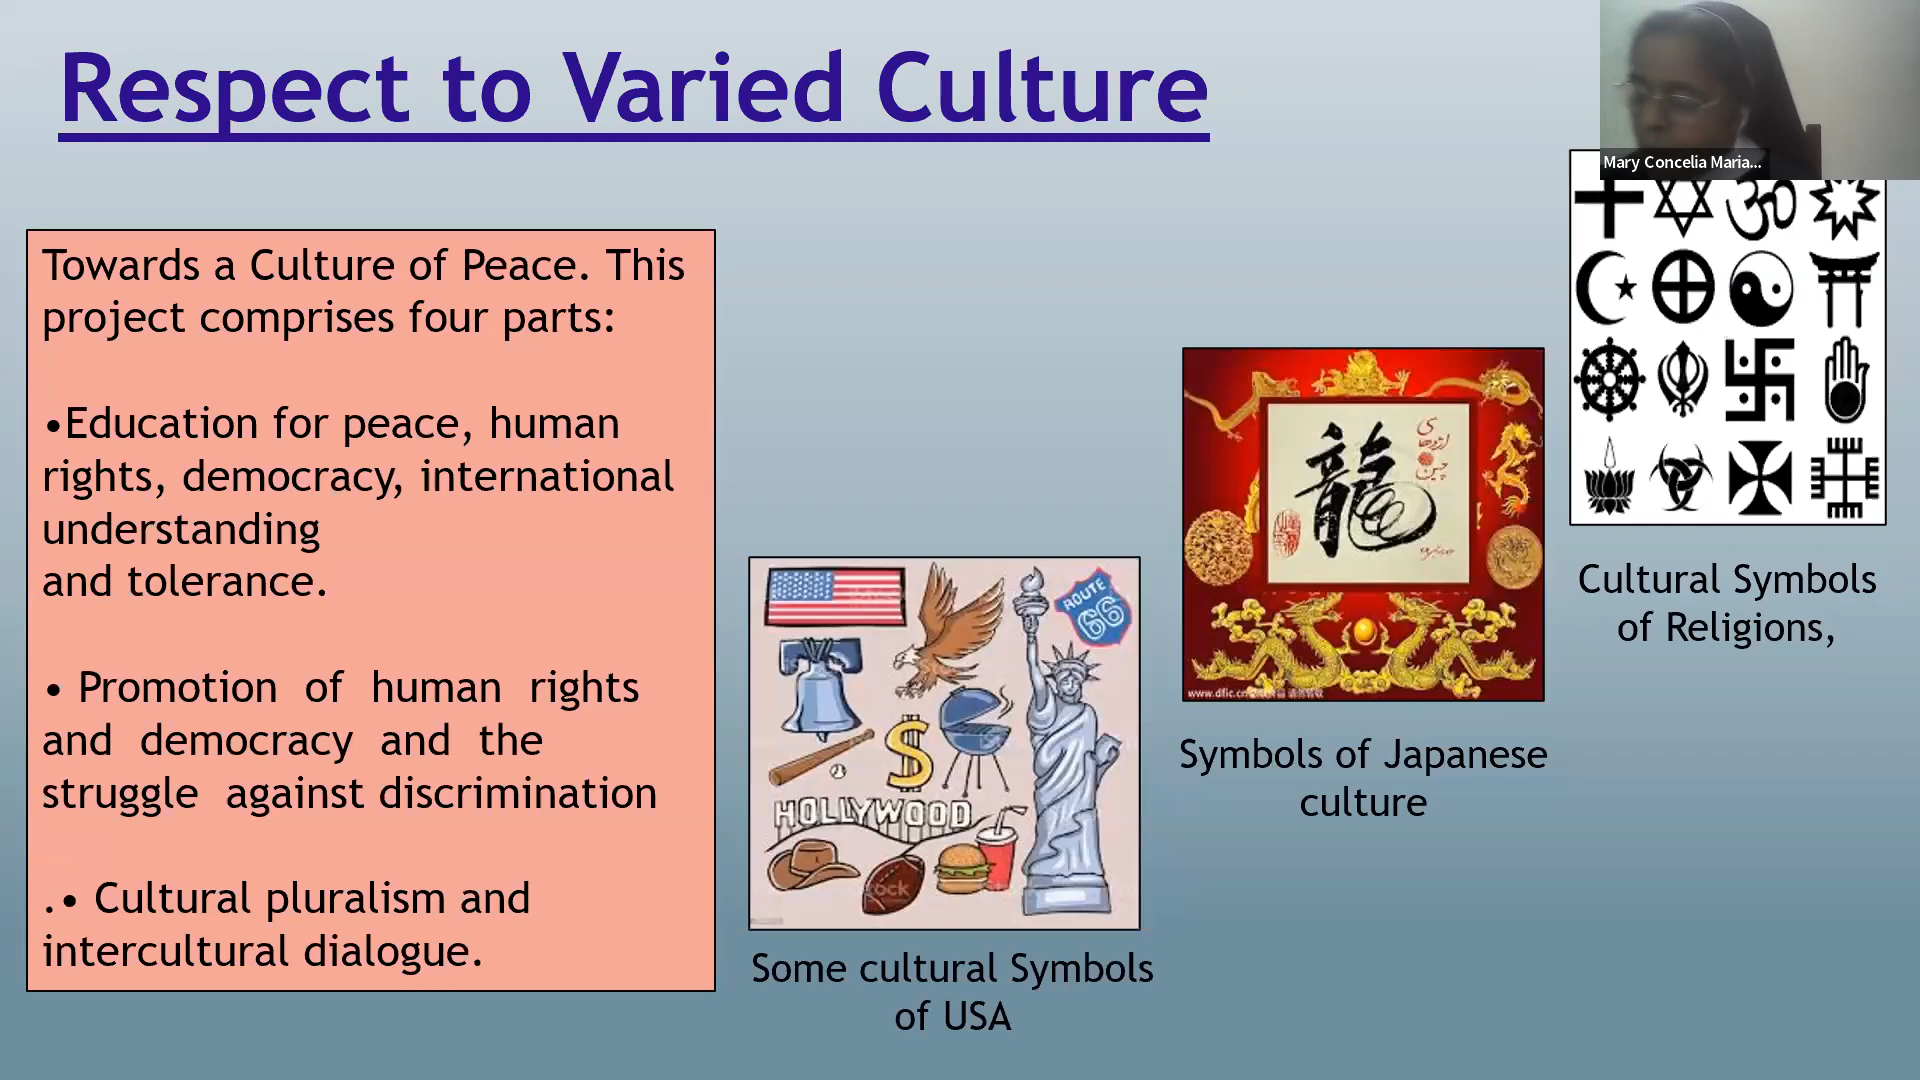 Respect to Varied Culture
Mary Concelia Maria...
Towards a Culture of Peace. This
project comprises four parts:
•Education for peace, human
rights, democracy, international
understanding
and tolerance.
• Promotion of human rights
and democracy and the
struggle against discrimination
.• Cultural pluralism and
intercultural dialogue.
ROUTE
66
$
HOLLYWOOD
Some cultural Symbols
of USA
龍
اژدهای
چین
Symbols of Japanese
culture
Cultural Symbols
of Religions,